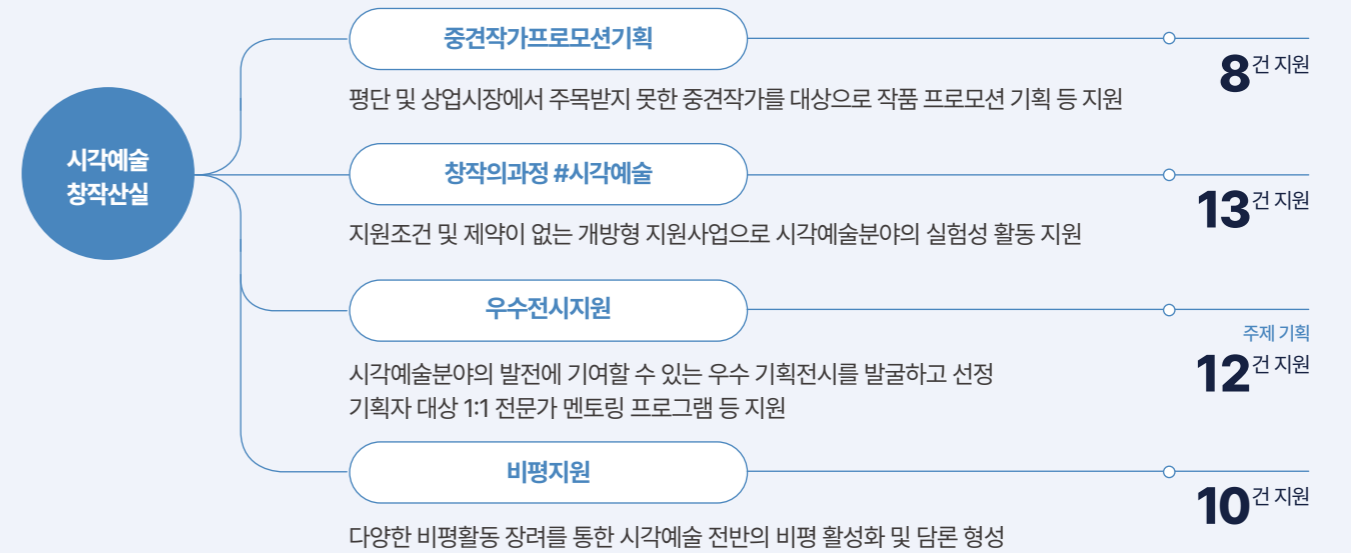 시각예술
창작산실
중견작가프로모션기획
8건 지원
평단 및 상업시장에서 주목받지 못한 중견작가를 대상으로 작품 프로모션 기획 등 지원
창작의과정 #시각예술
13건 지원
지원조건 및 제약이 없는 개방형 지원사업으로 시각예술분야의 실험성 활동 지원
우수전시지원
주제 기획
12건 지원
시각예술분야의 발전에 기여할 수 있는 우수 기획전시를 발굴하고 선정
기획자 대상 1:1 전문가 멘토링 프로그램 등 지원
비평지원
10건 지원
다양한 비평활동 장려를 통한 시각예술 전반의 비평 활성화 및 담론 형성